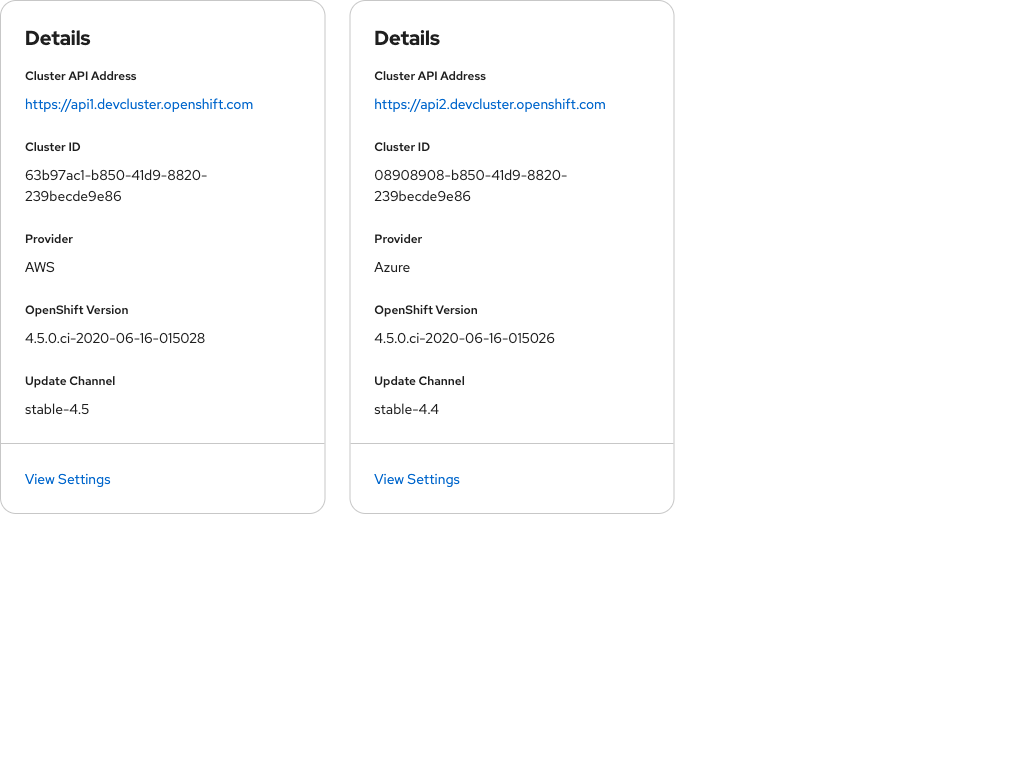 Details
Cluster API Address
https://api1.devcluster.openshift.com
Cluster ID
63b97ac1-b850-41d9-8820-
239becde9e86
Provider
AWS
OpenShift Version
4.5.0.ci-2020-06-16-015028
Update Channel
stable-4.5
View Settings
Details
Cluster API Address
https://api2.devcluster.openshift.com
Cluster ID
08908908-b850-41d9-8820-
239becde9e86
Provider
Azure
OpenShift Version
4.5.0.ci-2020-06-16-015026
Update Channel
stable-4.4
View Settings